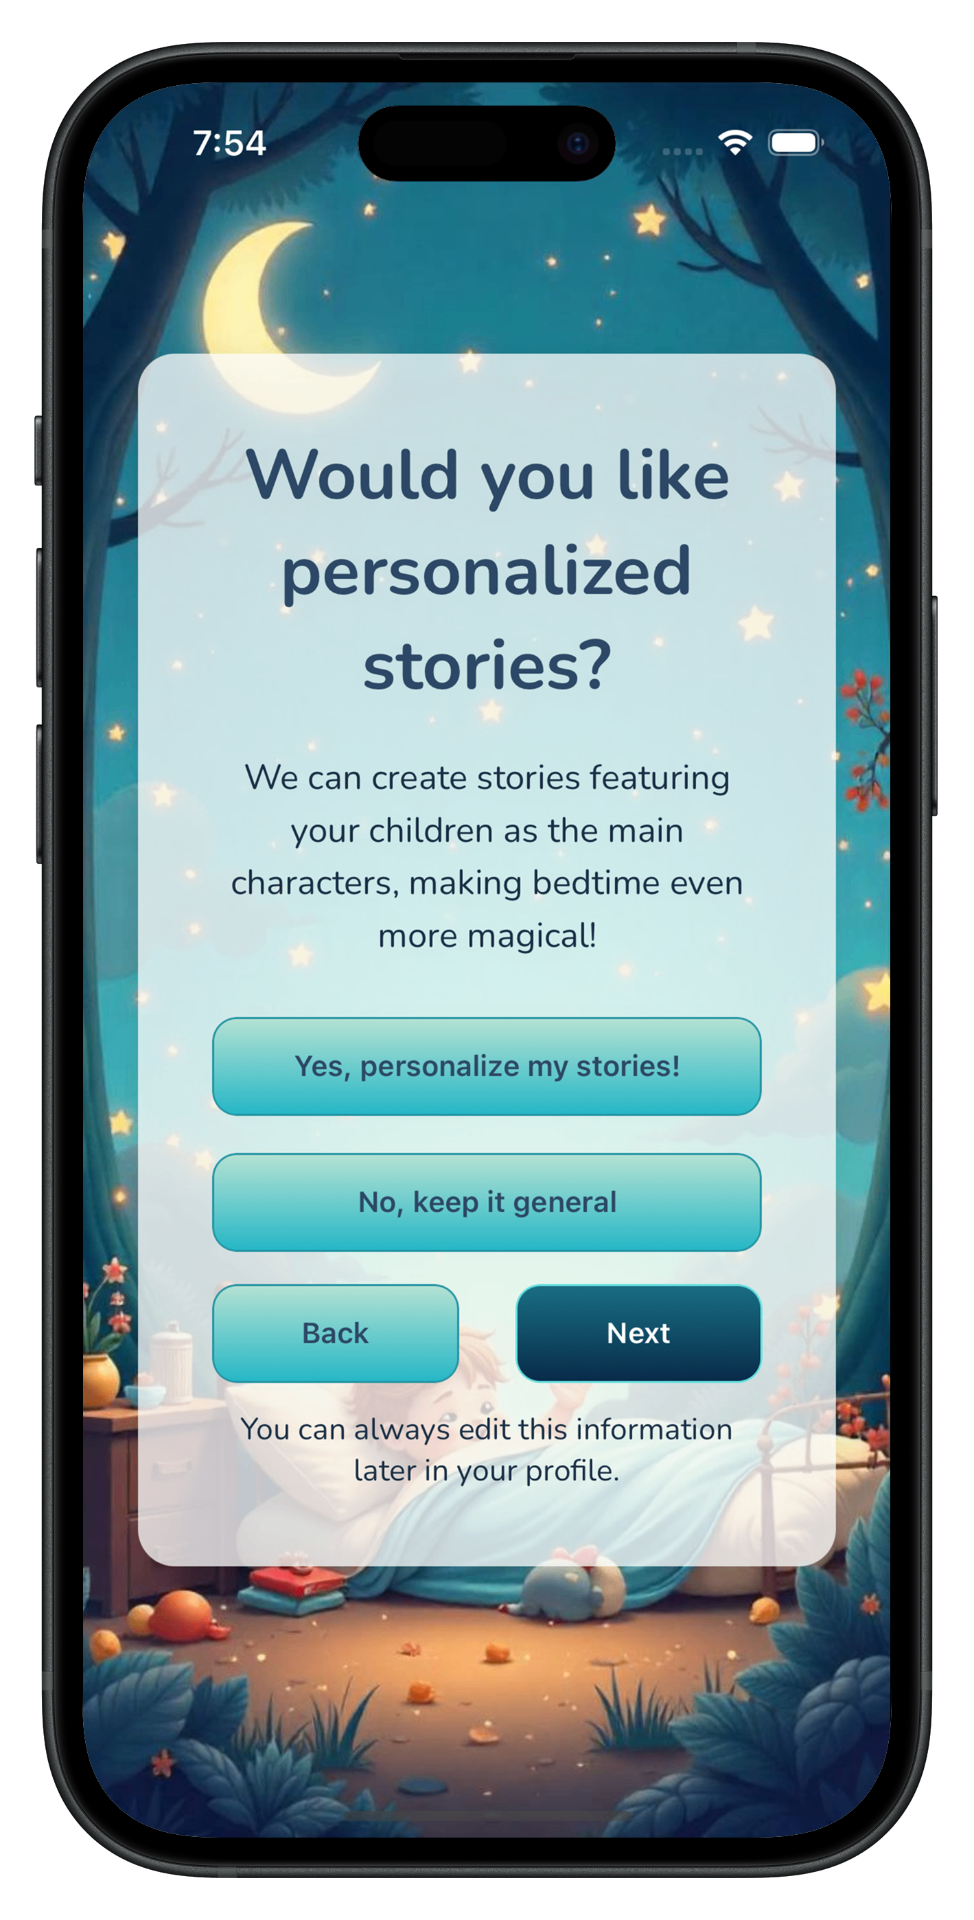 7:54
Would you like
personalized
stories?
We can create stories featuring
your children as the main
characters, making bedtime even
more magical!
Yes, personalize my stories!
No, keep it general
Back
Next
You can always edit this information
later in your profile.